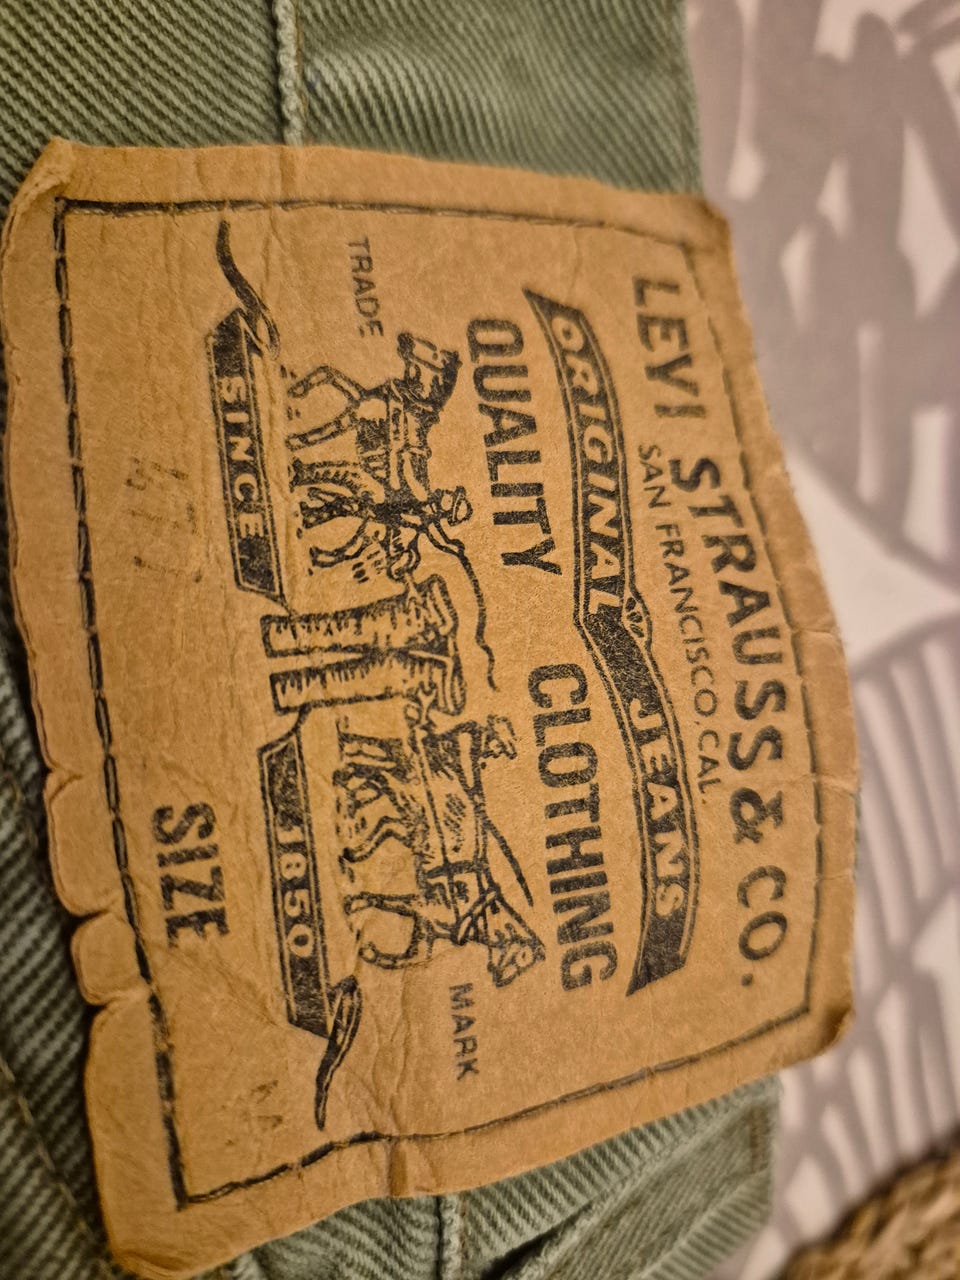 LEVI STRAUSS & CO.
SAN FRANCISCO, CAL.
ORIGINAL JEANS
QUALITY CLOTHING
TRADE MARK
SINCE 1850
SIZE